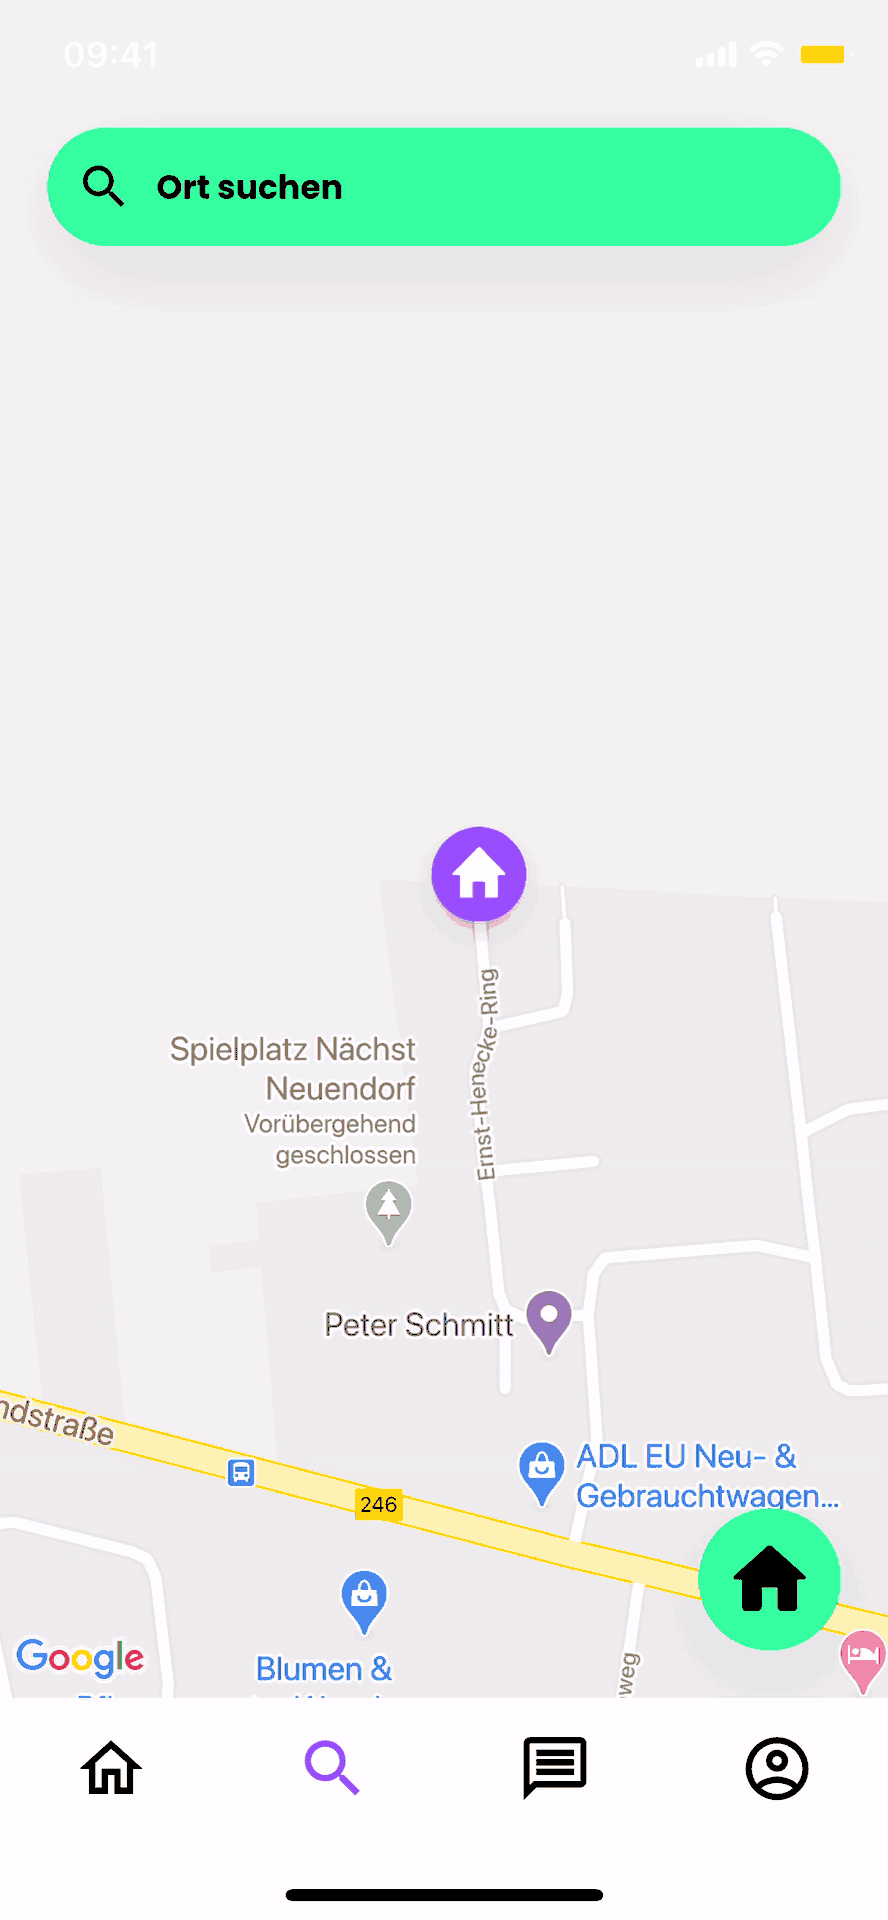 09:41
Ort suchen
Ernst-Henecke-Ring
Spielplatz Nächst
Neuendorf
Vorübergehend
geschlossen
Peter Schmitt
ndstraße
ADL EU Neu- &
Gebrauchtwagen...
246
Blumen &
Google
weg